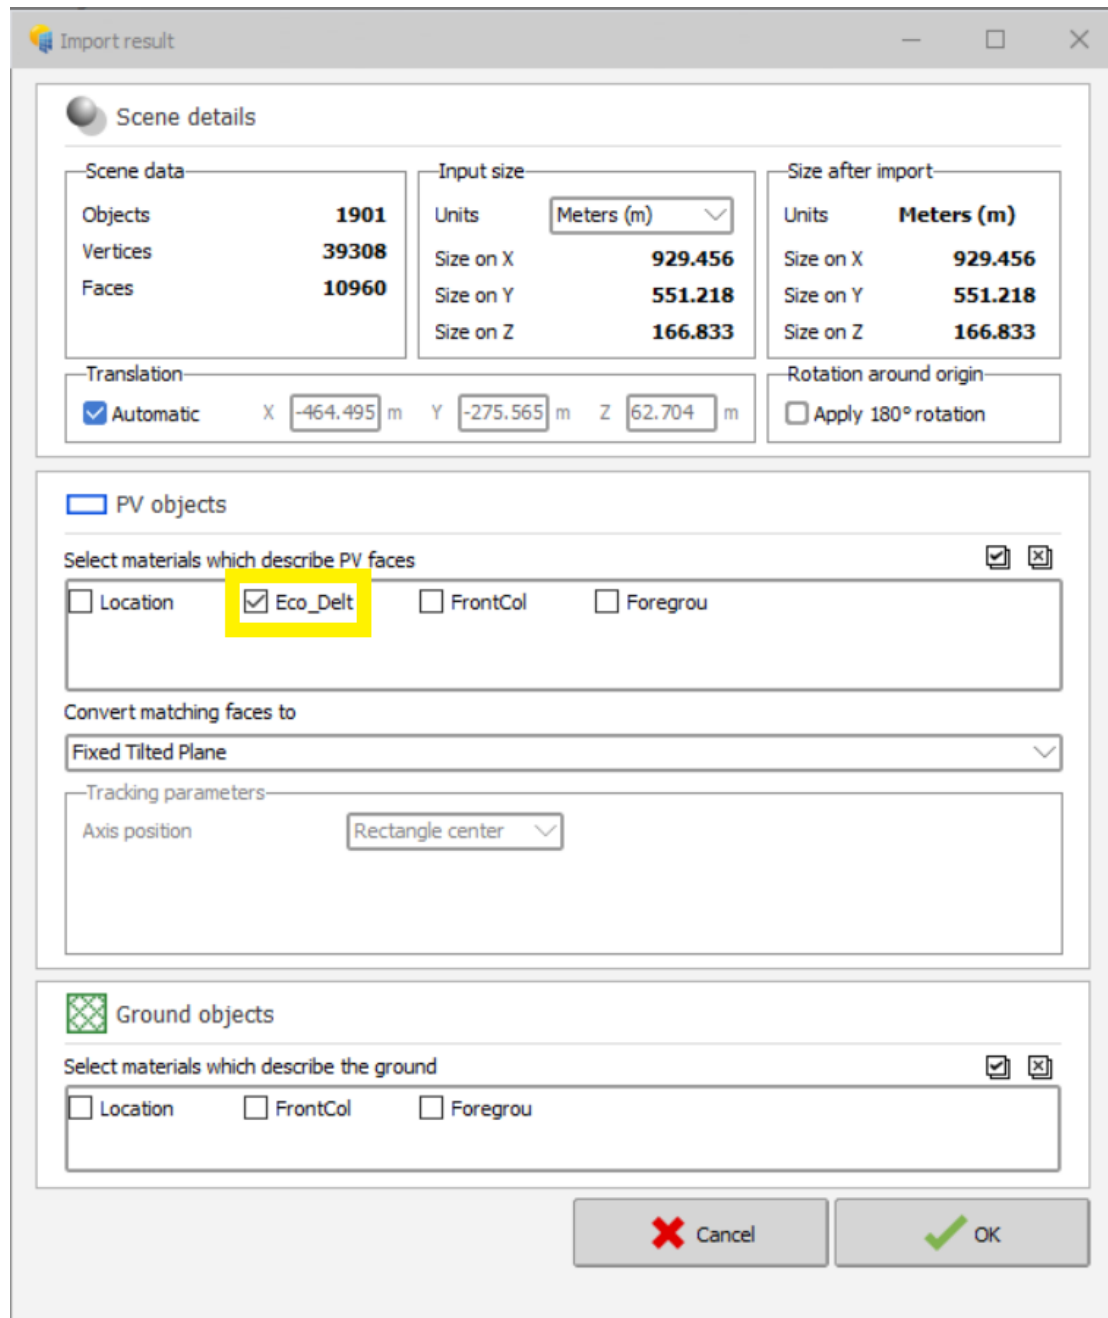 Import result
Scene details
Scene data
Objects 1901
Vertices 39308
Faces 10960
Input size
Units Meters (m)
Size on X 929.456
Size on Y 551.218
Size on Z 166.833
Size after import
Units Meters (m)
Size on X 929.456
Size on Y 551.218
Size on Z 166.833
Translation
Automatic X -464.495 m Y -275.565 m Z 62.704 m
Rotation around origin
Apply 180° rotation
PV objects
Select materials which describe PV faces
Location Eco_Delt FrontCol Foregrou
Convert matching faces to
Fixed Tilted Plane
Tracking parameters
Axis position Rectangle center
Ground objects
Select materials which describe the ground
Location FrontCol Foregrou
Cancel OK